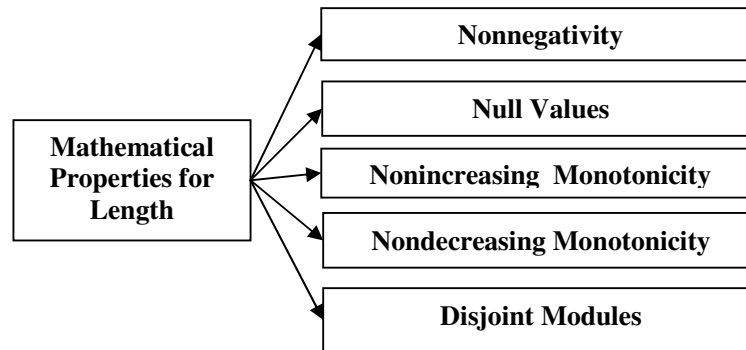 Nonnegativity
Null Values
Mathematical
Properties for
Length
Nonincreasing Monotonicity
Nondecreasing Monotonicity
Disjoint Modules